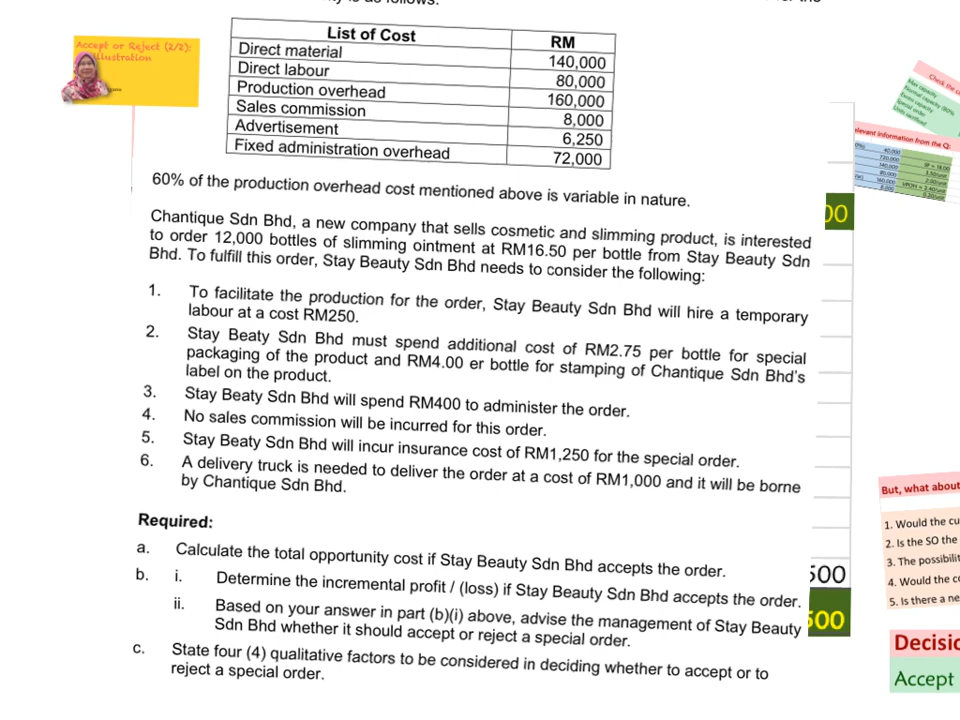 Accept or Reject (2/2):
Illustration
List of Cost RM
Direct material 140,000
Direct labour 80,000
Production overhead 160,000
Sales commission 8,000
Advertisement 6,250
Fixed administration overhead 72,000
60% of the production overhead cost mentioned above is variable in nature.
Chantique Sdn Bhd, a new company that sells cosmetic and slimming product, is interested
to order 12,000 bottles of slimming ointment at RM16.50 per bottle from Stay Beauty Sdn
Bhd. To fulfill this order, Stay Beauty Sdn Bhd needs to consider the following:
1. To facilitate the production for the order, Stay Beauty Sdn Bhd will hire a temporary
labour at a cost RM250.
2. Stay Beaty Sdn Bhd must spend additional cost of RM2.75 per bottle for special
packaging of the product and RM4.00 er bottle for stamping of Chantique Sdn Bhd's
label on the product.
3. Stay Beaty Sdn Bhd will spend RM400 to administer the order.
4. No sales commission will be incurred for this order.
5. Stay Beaty Sdn Bhd will incur insurance cost of RM1,250 for the special order.
6. A delivery truck is needed to deliver the order at a cost of RM1,000 and it will be borne
by Chantique Sdn Bhd.
Required:
a. Calculate the total opportunity cost if Stay Beauty Sdn Bhd accepts the order.
b. i. Determine the incremental profit / (loss) if Stay Beauty Sdn Bhd accepts the order.
ii. Based on your answer in part (b)(i) above, advise the management of Stay Beauty
Sdn Bhd whether it should accept or reject a special order.
c. State four (4) qualitative factors to be considered in deciding whether to accept or to
reject a special order.
00
500
500
Check the
information from the Q:
But, what about
1. Would the cu
2. Is the SO the
3. The possibilit
4. Would the
5. Is there a ne
Decisio
Accept